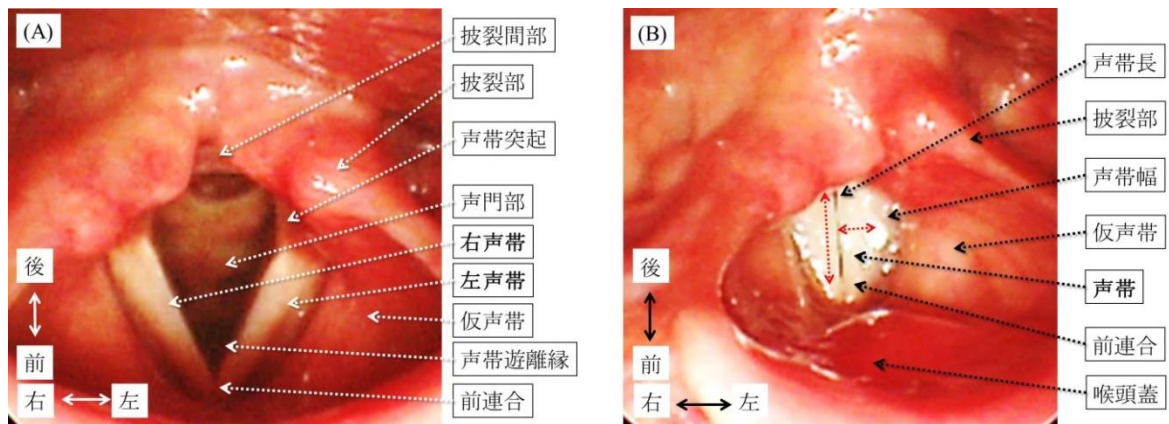 (A)
披裂間部
披裂部
声帯突起
声門部
右声帯
左声帯
仮声帯
声帯遊離縁
前連合
後
前
右
左
(B)
声帯長
披裂部
声帯幅
仮声帯
声帯
前連合
喉頭蓋
後
前
右
左